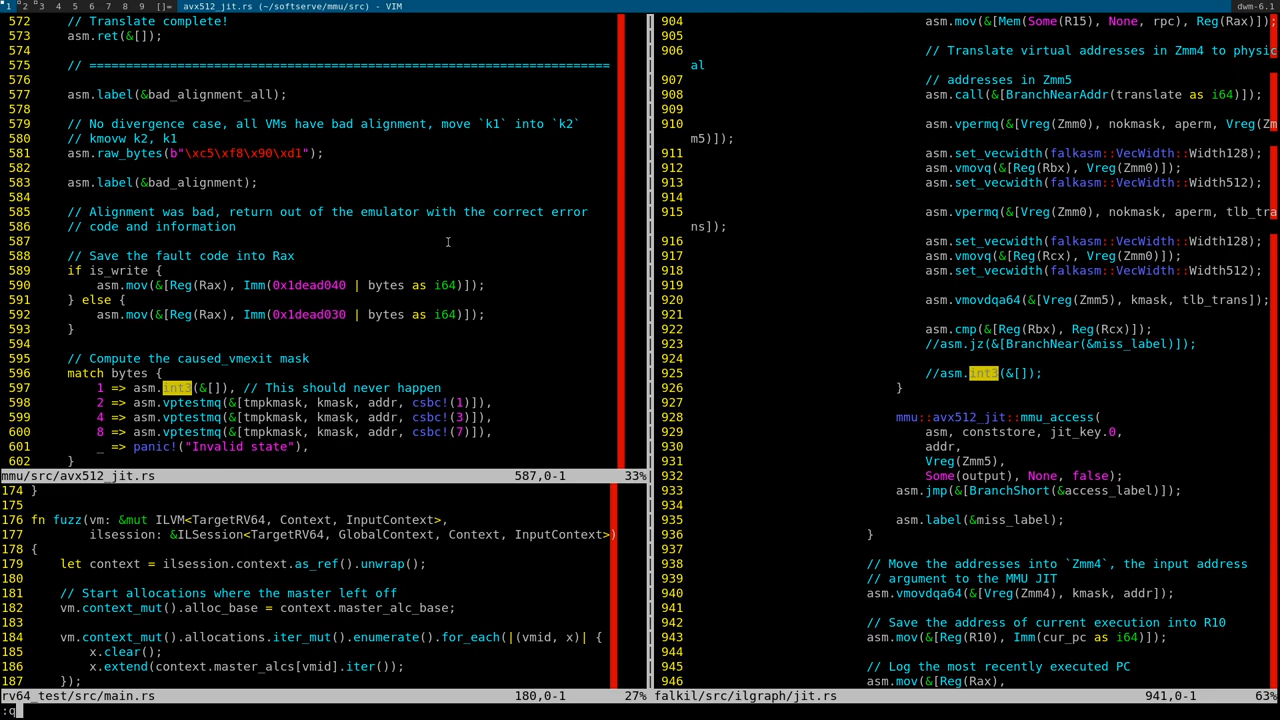 1 2 3 4 5 6 7 8 9 []= avx512_jit.rs (~/softserve/mmu/src) - VIM dwm-6.1
572     // Translate complete!
573     asm.ret(&[]);
574
575     // =======================================================================
576
577     asm.label(&bad_alignment_all);
578
579     // No divergence case, all VMs have bad alignment, move `k1` into `k2`
580     // kmovw k2, k1
581     asm.raw_bytes(b"\xc5\xf8\x90\xd1");
582
583     asm.label(&bad_alignment);
584
585     // Alignment was bad, return out of the emulator with the correct error
586     // code and information
587
588     // Save the fault code into Rax
589     if is_write {
590         asm.mov(&[Reg(Rax), Imm(0x1dead040 | bytes as i64)]);
591     } else {
592         asm.mov(&[Reg(Rax), Imm(0x1dead030 | bytes as i64)]);
593     }
594
595     // Compute the caused_vmexit mask
596     match bytes {
597         1 => asm.int3(&[]), // This should never happen
598         2 => asm.vptestmq(&[tmpkmask, kmask, addr, csbc!(1)]),
599         4 => asm.vptestmq(&[tmpkmask, kmask, addr, csbc!(3)]),
600         8 => asm.vptestmq(&[tmpkmask, kmask, addr, csbc!(7)]),
601         _ => panic!("Invalid state"),
602     }
mmu/src/avx512_jit.rs 587,0-1 33%
174 }
175
176 fn fuzz(vm: &mut ILVM<TargetRV64, Context, InputContext>,
177         ilsession: &ILSession<TargetRV64, GlobalContext, Context, InputContext>)
178 {
179     let context = ilsession.context.as_ref().unwrap();
180
181     // Start allocations where the master left off
182     vm.context_mut().alloc_base = context.master_alc_base;
183
184     vm.context_mut().allocations.iter_mut().enumerate().for_each(|(vmid, x)| {
185         x.clear();
186         x.extend(context.master_alcs[vmid].iter());
187     });
rv64_test/src/main.rs 180,0-1 27%
904                                 asm.mov(&[Mem(Some(R15), None, rpc), Reg(Rax)]);
905
906                                 // Translate virtual addresses in Zmm4 to physic
al
907                                 // addresses in Zmm5
908                                 asm.call(&[BranchNearAddr(translate as i64)]);
909
910                                 asm.vpermq(&[Vreg(Zmm0), nokmask, aperm, Vreg(Zm
m5)]);
911                                 asm.set_vecwidth(falkasm::VecWidth::Width128);
912                                 asm.vmovq(&[Reg(Rbx), Vreg(Zmm0)]);
913                                 asm.set_vecwidth(falkasm::VecWidth::Width512);
914
915                                 asm.vpermq(&[Vreg(Zmm0), nokmask, aperm, tlb_tra
ns]);
916                                 asm.set_vecwidth(falkasm::VecWidth::Width128);
917                                 asm.vmovq(&[Reg(Rcx), Vreg(Zmm0)]);
918                                 asm.set_vecwidth(falkasm::VecWidth::Width512);
919
920                                 asm.vmovdqa64(&[Vreg(Zmm5), kmask, tlb_trans]);
921
922                                 asm.cmp(&[Reg(Rbx), Reg(Rcx)]);
923                                 //asm.jz(&[BranchNear(&miss_label)]);
924
925                                 //asm.int3(&[]);
926                             }
927
928                             mmu::avx512_jit::mmu_access(
929                                 asm, conststore, jit_key.0,
930                                 addr,
931                                 Vreg(Zmm5),
932                                 Some(output), None, false);
933                             asm.jmp(&[BranchShort(&access_label)]);
934
935                             asm.label(&miss_label);
936                         }
937
938                         // Move the addresses into `Zmm4`, the input address
939                         // argument to the MMU JIT
940                         asm.vmovdqa64(&[Vreg(Zmm4), kmask, addr]);
941
942                         // Save the address of current execution into R10
943                         asm.mov(&[Reg(R10), Imm(cur_pc as i64)]);
944
945                         // Log the most recently executed PC
946                         asm.mov(&[Reg(Rax),
falkil/src/ilgraph/jit.rs 941,0-1 63%
:q